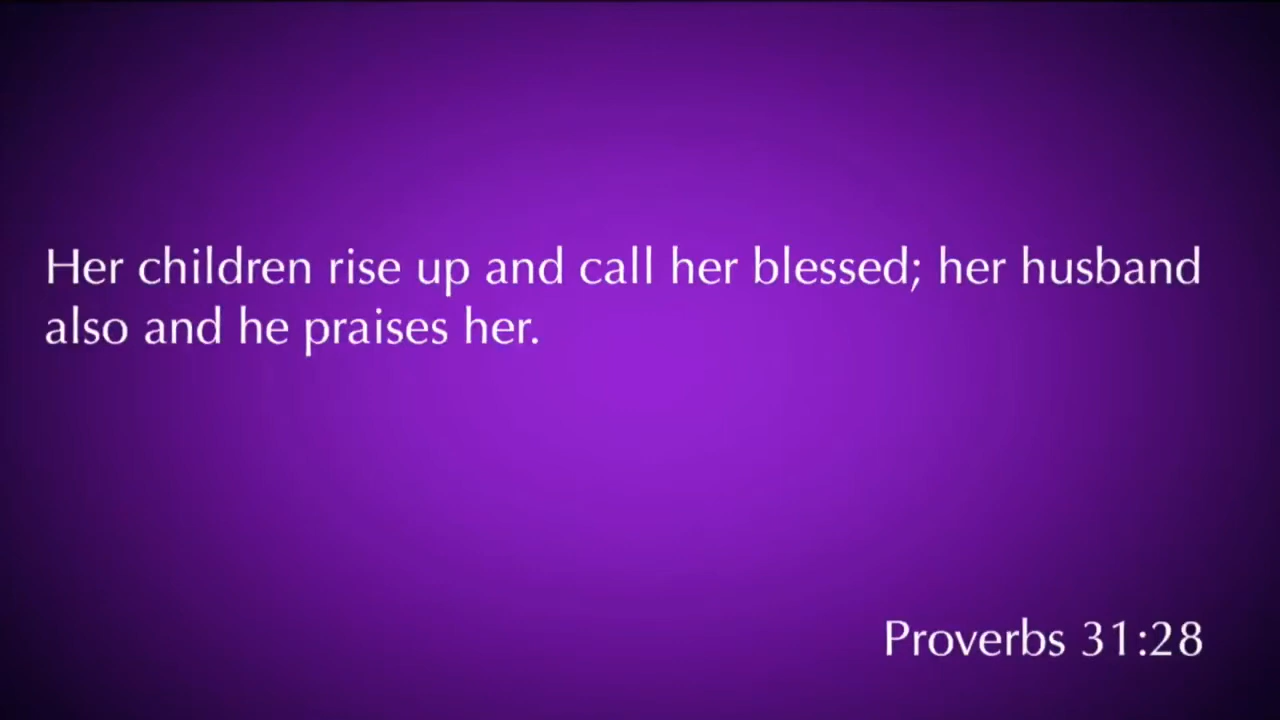 Her children rise up and call her blessed; her husband
also and he praises her.
Proverbs 31:28